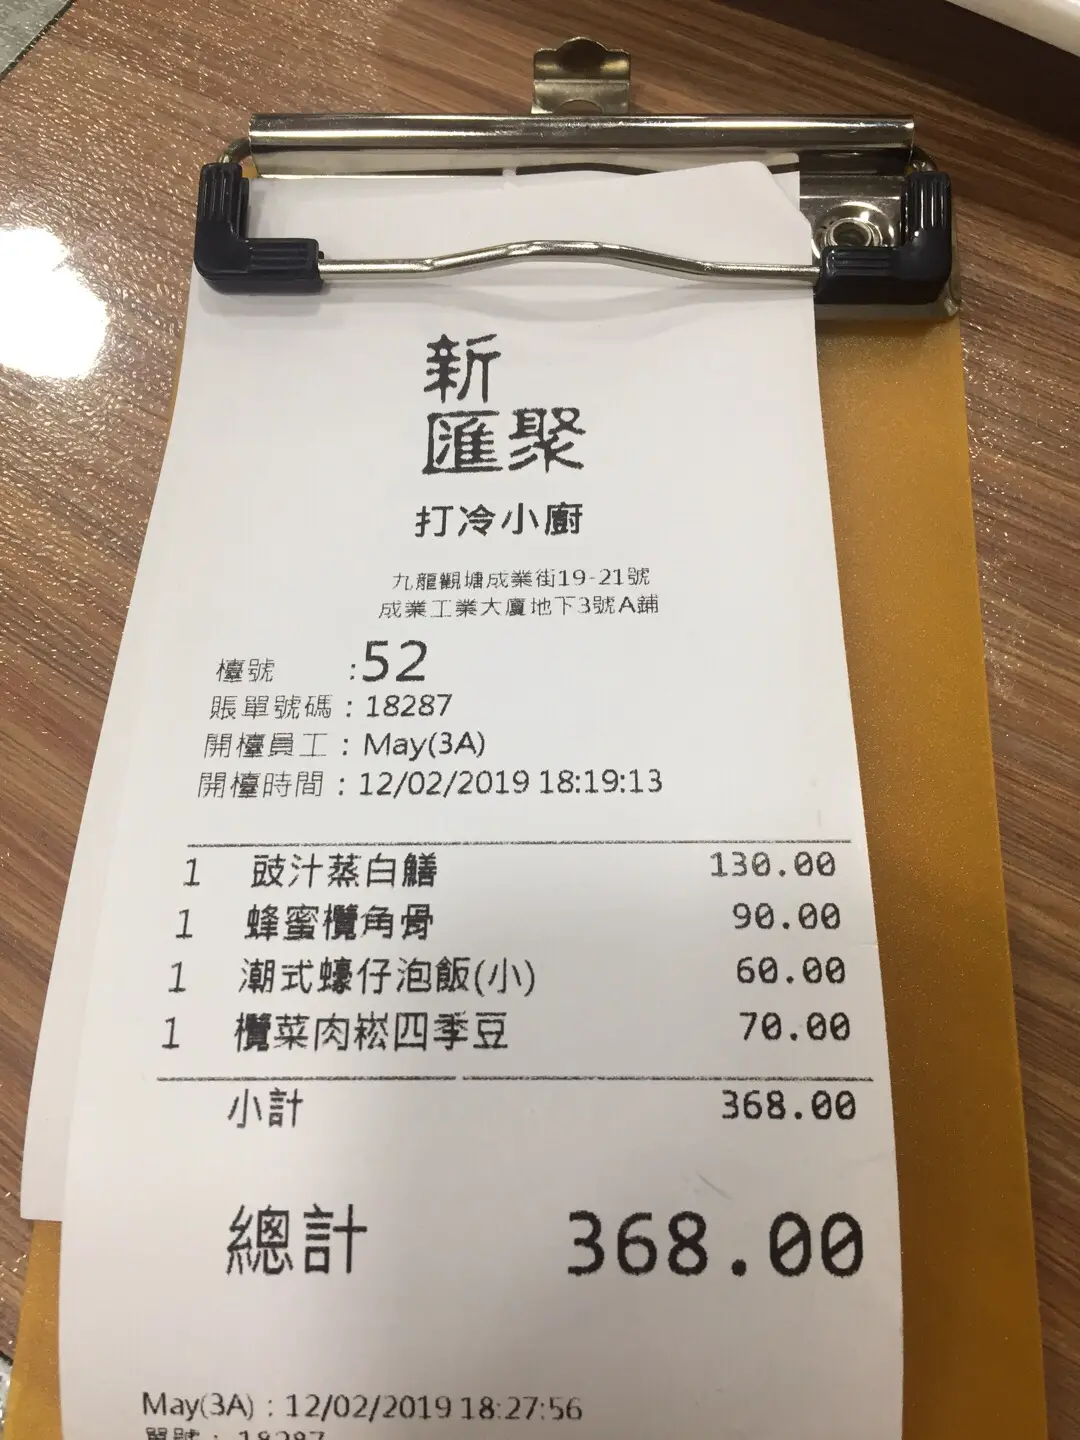 新
匯聚
打冷小廚
九龍觀塘成業街19-21號
成業工業大廈地下3號A鋪
檯號 :52
賬單號碼 : 18287
開檯員工 : May(3A)
開檯時間 : 12/02/2019 18:19:13
1 豉汁蒸白鱔 130.00
1 蜂蜜欖角骨 90.00
1 潮式蠔仔泡飯(小) 60.00
1 欖菜肉崧四季豆 70.00
小計 368.00
總計 368.00
May(3A) : 12/02/2019 18:27:56
單號 : 18287